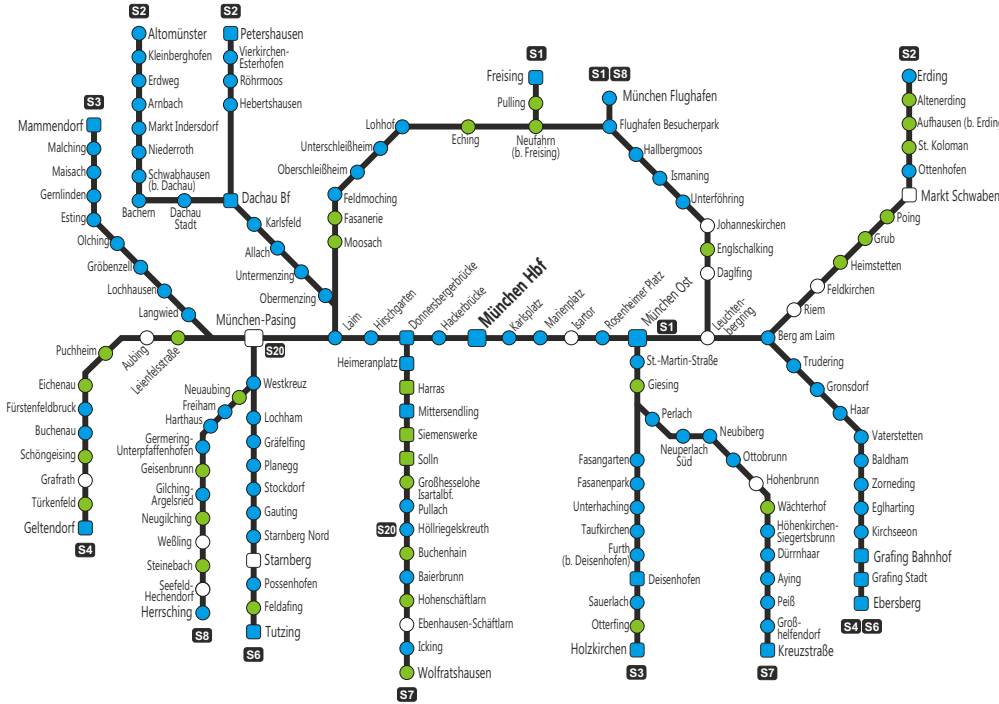 S2
Altomünster
Kleinberghofen
Erdweg
Arnbach
Markt Indersdorf
Niederroth
Schwabhausen
(b. Dachau)
Bachern
Dachau
Stadt
S2
Petershausen
Vierkirchen-
Esterhofen
Röhrmoos
Hebertshausen
Dachau Bf
Karlsfeld
Allach
Untermenzing
Obermenzing
S3
Mammendorf
Malching
Maisach
Gernlinden
Esting
Olching
Gröbenzell
Lochhausen
Langwied
S1
Freising
Pulling
Neufahrn
(b. Freising)
Eching
Lohhof
Unterschleißheim
Oberschleißheim
Feldmoching
Fasanerie
Moosach
S1 S8
München Flughafen
Flughafen Besucherpark
Hallbergmoos
Ismaning
Unterföhring
Johanneskirchen
Englschalking
Daglfing
S2
Erding
Altenerding
Aufhausen (b. Erding
St. Koloman
Ottenhofen
Markt Schwaben
Poing
Grub
Heimstetten
Feldkirchen
Riem
Berg am Laim
München-Pasing
S20
Laim
Hirschgarten
Donnesbergerbrücke
Hackerbrücke
München Hbf
Karlsplatz
Marienplatz
Isartor
Rosenheimer Platz
München Ost
S1
Leuchten-
bergring
Puchheim
Aubing
Leienfelsstraße
Eichenau
Fürstenfeldbruck
Buchenau
Schöngeising
Grafrath
Türkenfeld
Geltendorf
S4
Westkreuz
Neuaubing
Freiham
Harthaus
Germering-
Unterpfaffenhofen
Geisenbrunn
Gilching-
Argelsried
Neugilching
Weßling
Steinebach
Seefeld-
Hechendorf
Herrsching
S8
Lochham
Gräfelfing
Planegg
Stockdorf
Gauting
Starnberg Nord
Starnberg
Possenhofen
Feldafing
Tutzing
S6
Heimeranplatz
Harras
Mittersendling
Siemenswerke
Solln
Großhesselohe
Isartalbf.
Pullach
S20
Höllriegelskreuth
Buchenhain
Baierbrunn
Hohenschäftlarn
Ebenhausen-Schäftlarn
Icking
Wolfratshausen
S7
St.-Martin-Straße
Giesing
Fasangarten
Fasanenpark
Unterhaching
Taufkirchen
Furth
(b. Deisenhofen)
Deisenhofen
Sauerlach
Otterfing
Holzkirchen
S3
Perlach
Neuperlach
Süd
Neubiberg
Ottobrunn
Hohenbrunn
Wächterhof
Höhenkirchen-
Siegertsbrunn
Dürrnhaar
Aying
Peiß
Groß-
helfendorf
Kreuzstraße
S7
Trudering
Gronsdorf
Haar
Vaterstetten
Baldham
Zorneding
Eglharting
Kirchseeon
Grafing Bahnhof
Grafing Stadt
Ebersberg
S4 S6